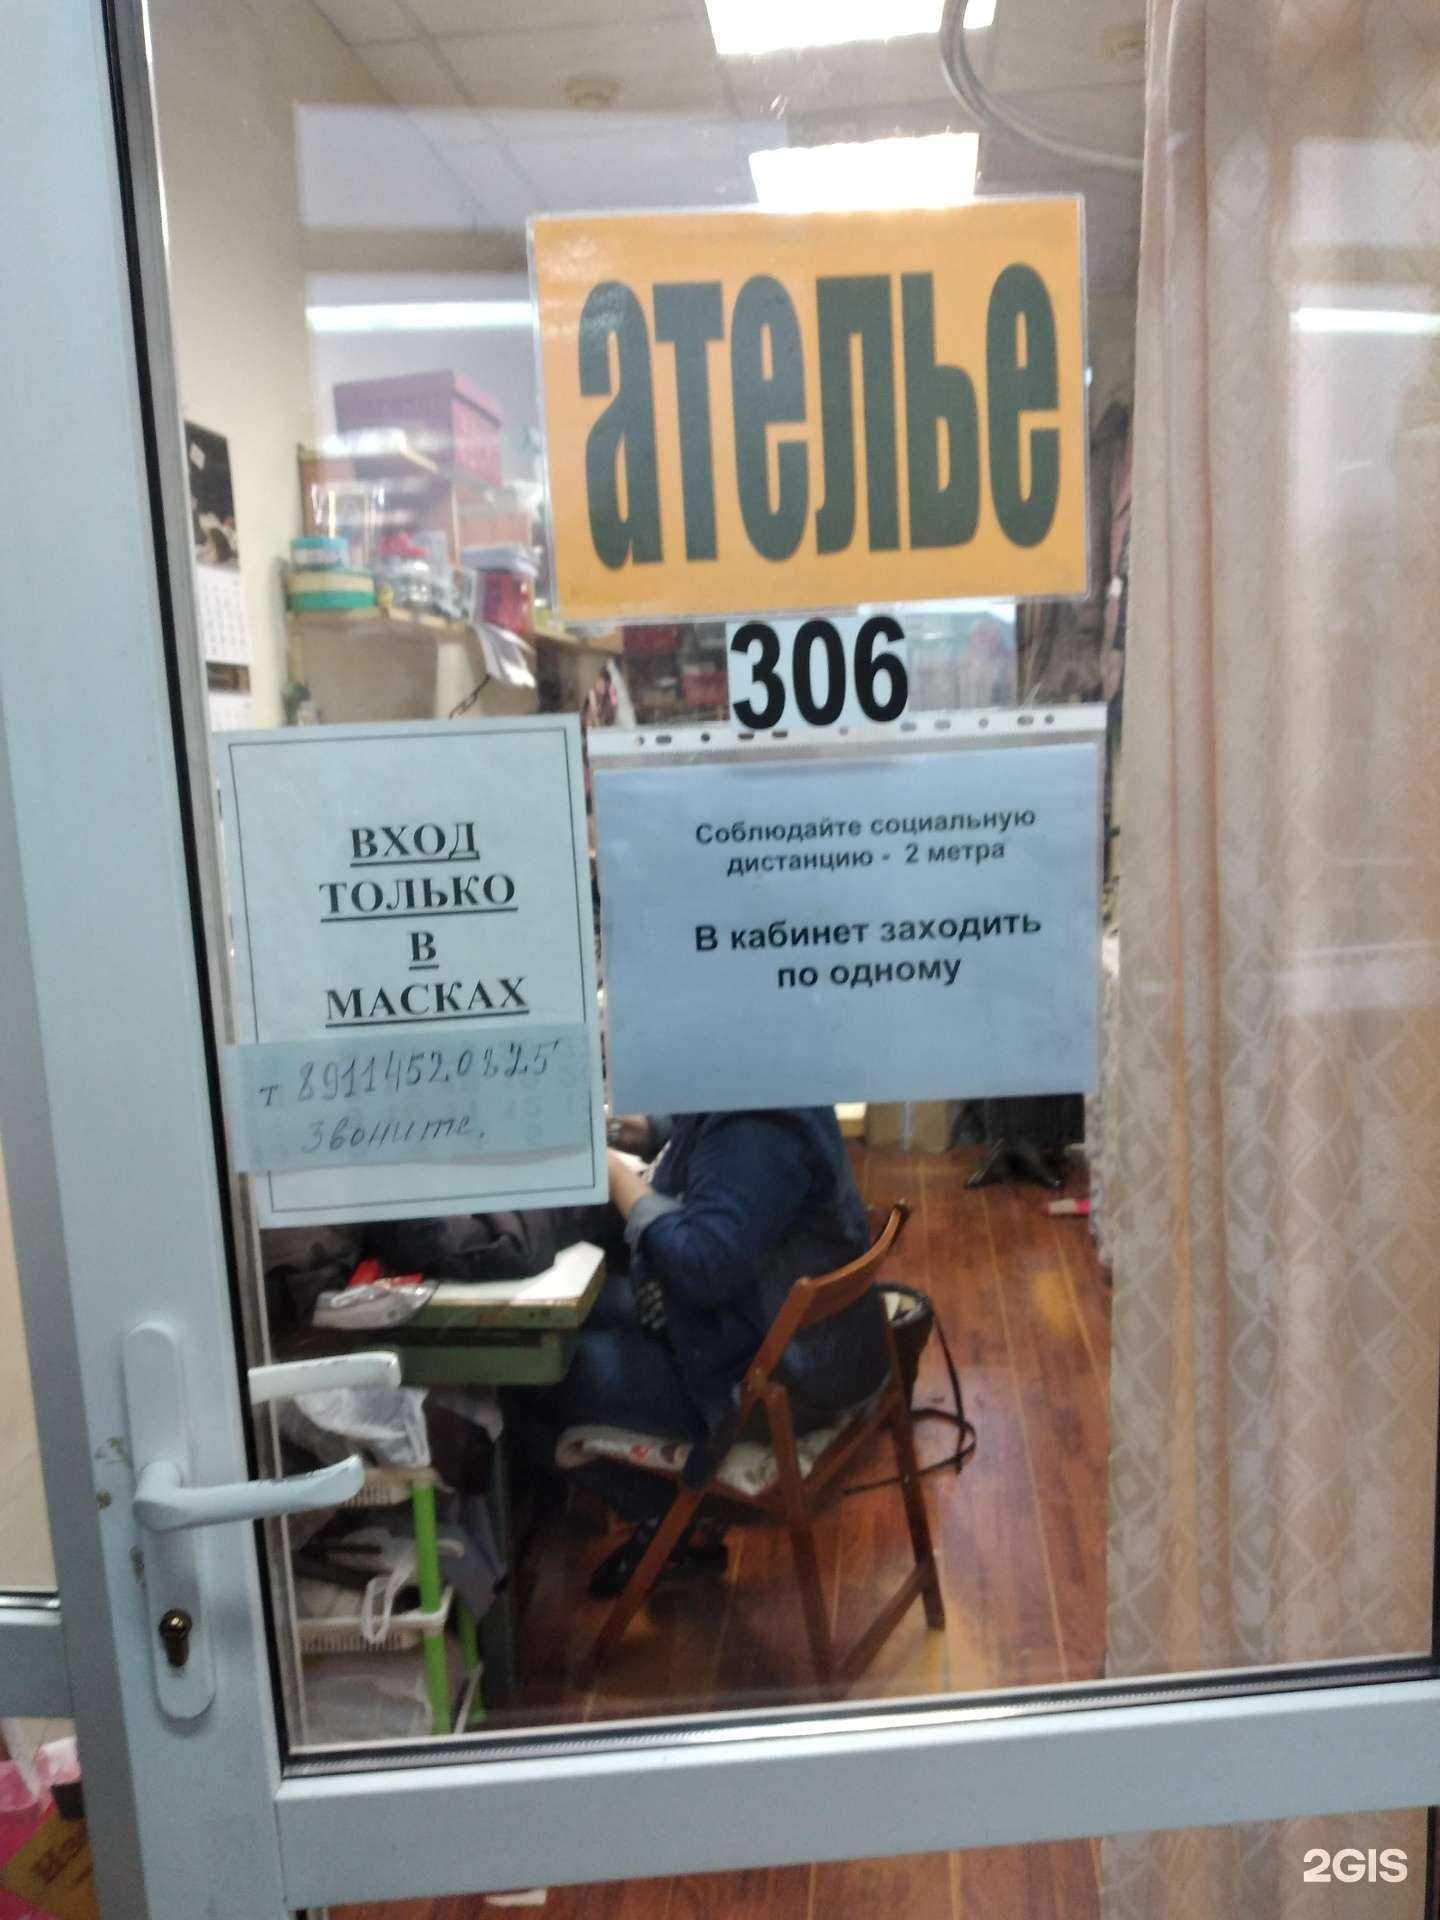 ателье
306
ВХОД
ТОЛЬКО
В
МАСКАХ
т 89114520825
звоните.
Соблюдайте социальную
дистанцию - 2 метра
В кабинет заходить
по одному
2GIS